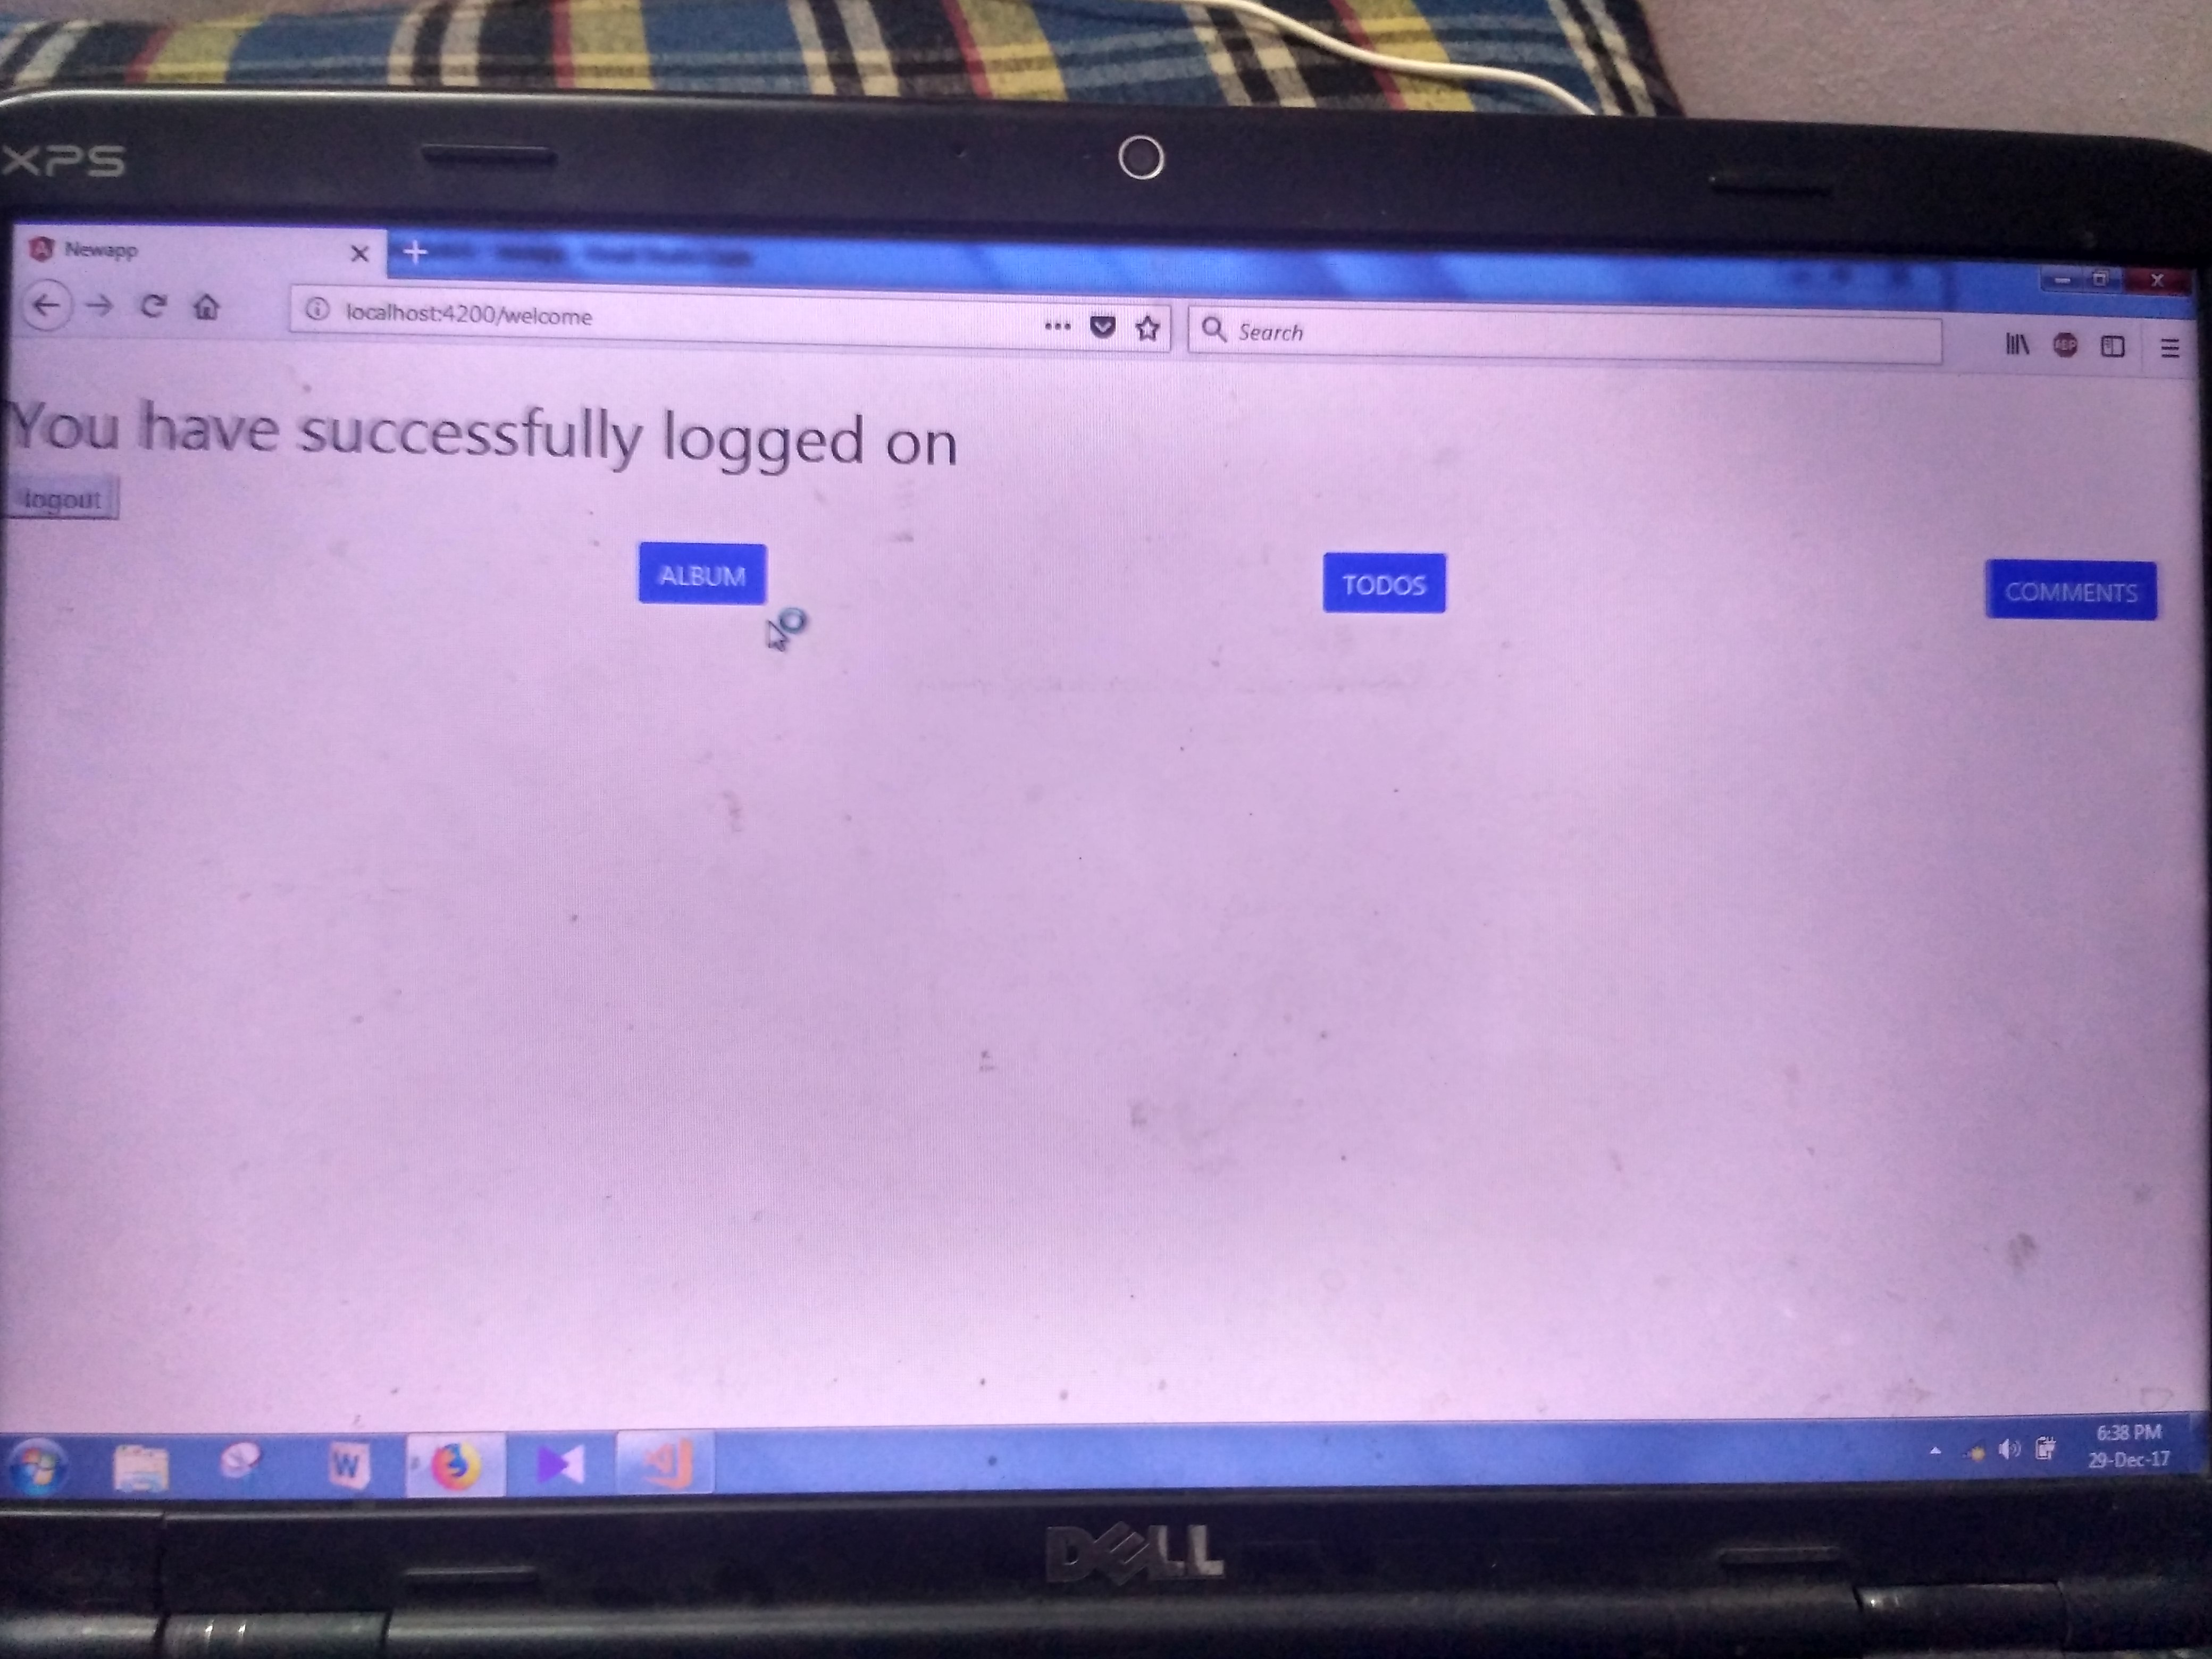 XPS
Newapp
localhost:4200/welcome
Search
ABP
You have successfully logged on
logout
ALBUM
TODOS
COMMENTS
W
6:38 PM
29-Dec-17
DELL